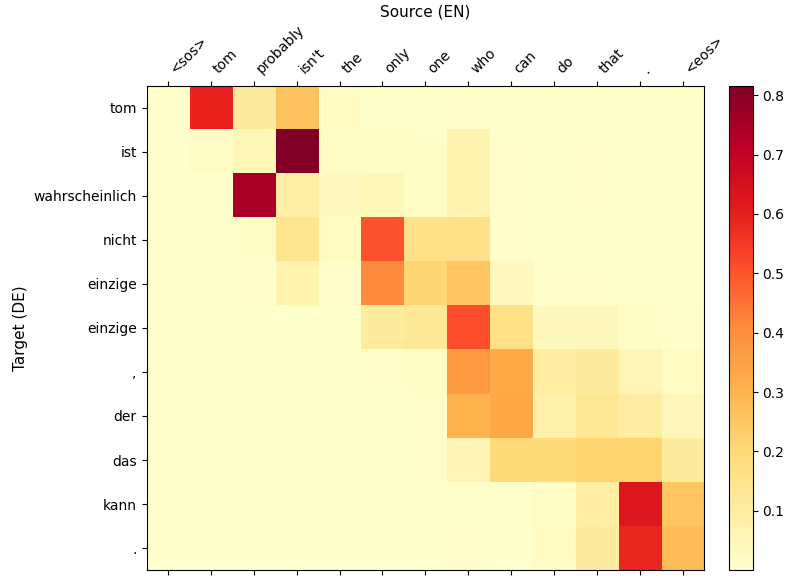 Source (EN)
<sos> tom probably isn't the only one who can do that . <eos>
Target (DE)
tom
ist
wahrscheinlich
nicht
einzige
einzige
,
der
das
kann
.
0.8
0.7
0.6
0.5
0.4
0.3
0.2
0.1